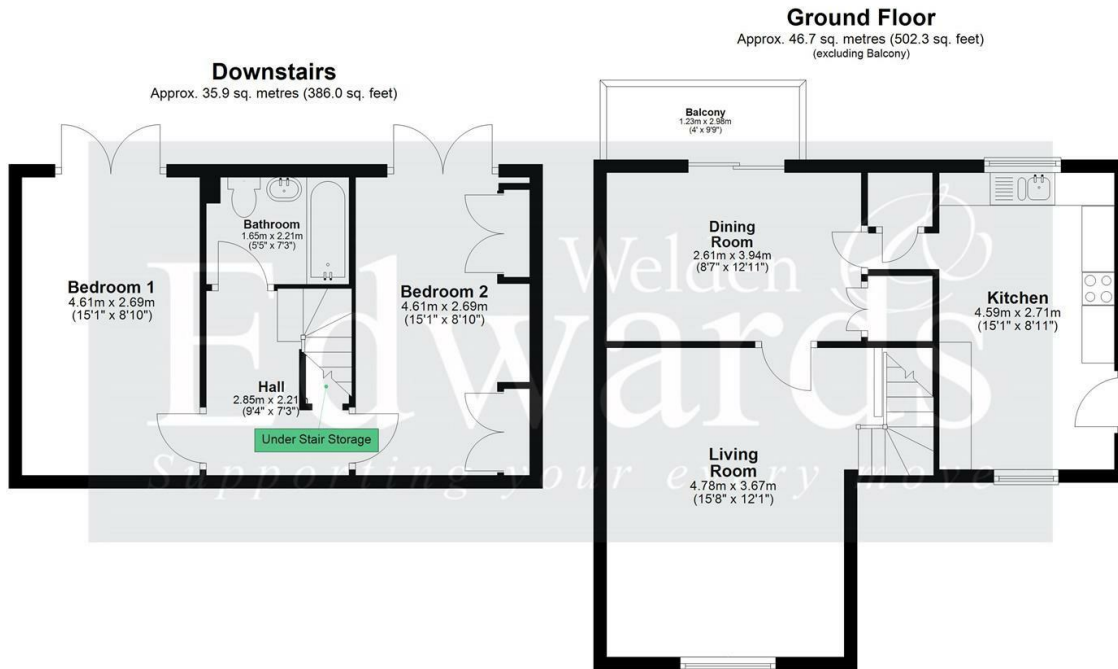 Downstairs
Approx. 35.9 sq. metres (386.0 sq. feet)
Bedroom 1
4.61m x 2.69m
(15'1" x 8'10")
Bathroom
1.65m x 2.21m
(5'5" x 7'3")
Bedroom 2
4.61m x 2.69m
(15'1" x 8'10")
Hall
2.85m x 2.21m
(9'4" x 7'3")
Under Stair Storage
Ground Floor
Approx. 46.7 sq. metres (502.3 sq. feet)
(excluding Balcony)
Balcony
1.23m x 2.98m
(4' x 9'9")
Dining
Room
2.61m x 3.94m
(8'7" x 12'11")
Kitchen
4.59m x 2.71m
(15'1" x 8'11")
Living
Room
4.78m x 3.67m
(15'8" x 12'1")
Welden
&
Edwards
Supporting your every move